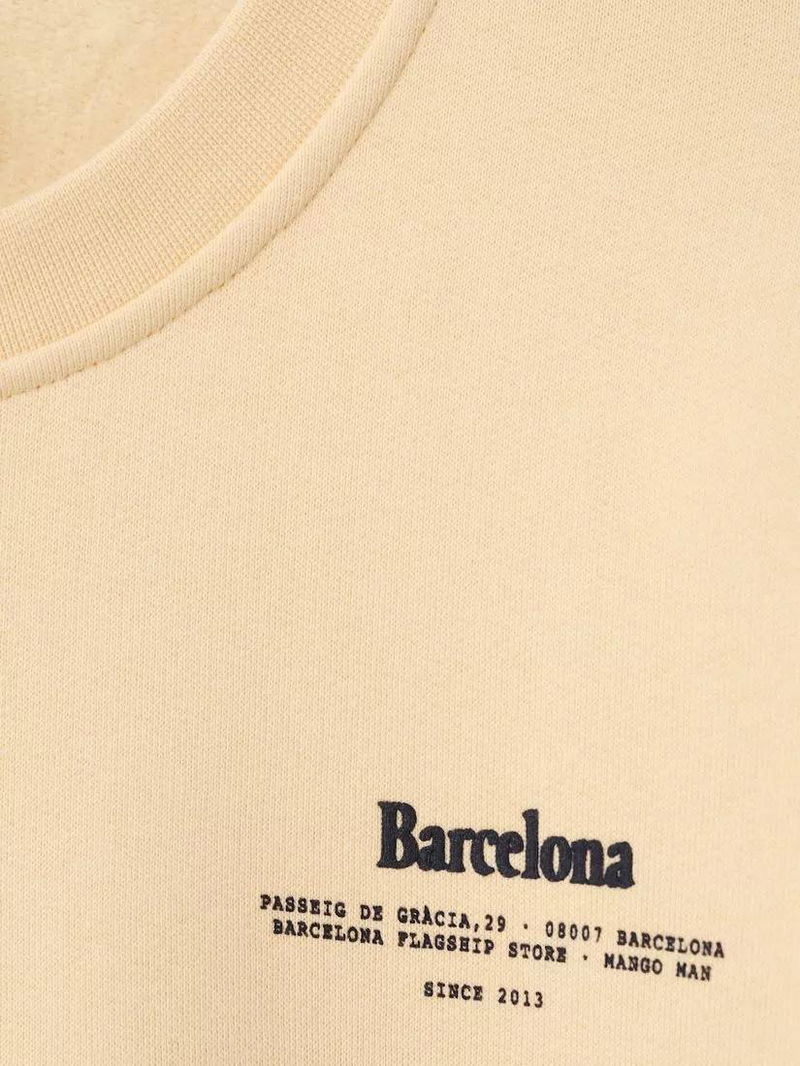 Barcelona
PASSEIG DE GRÀCIA,29 · 08007 BARCELONA
BARCELONA FLAGSHIP STORE · MANGO MAN
SINCE 2013